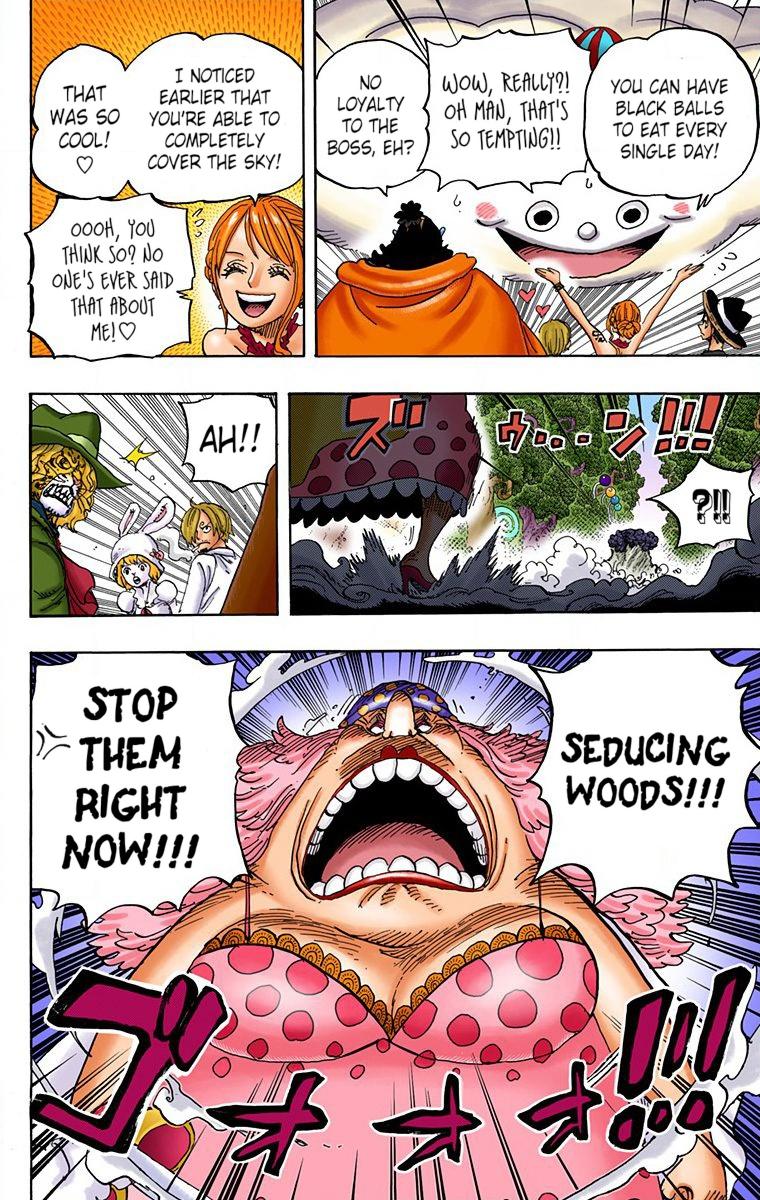 YOU CAN HAVE
BLACK BALLS
TO EAT EVERY
SINGLE DAY!
WOW, REALLY?!
OH MAN, THAT'S
SO TEMPTING!!
NO
LOYALTY
TO THE
BOSS, EH?
I NOTICED
EARLIER THAT
YOU'RE ABLE TO
COMPLETELY
COVER THE SKY!
THAT
WAS SO
COOL!
♡
OOOH, YOU
THINK SO? NO
ONE'S EVER SAID
THAT ABOUT
ME!♡
?!!
ウ・・・ン!!!
ズ
AH!!
SEDUCING
WOODS!!!
STOP
THEM
RIGHT
NOW!!!
ゴオオオ!!!